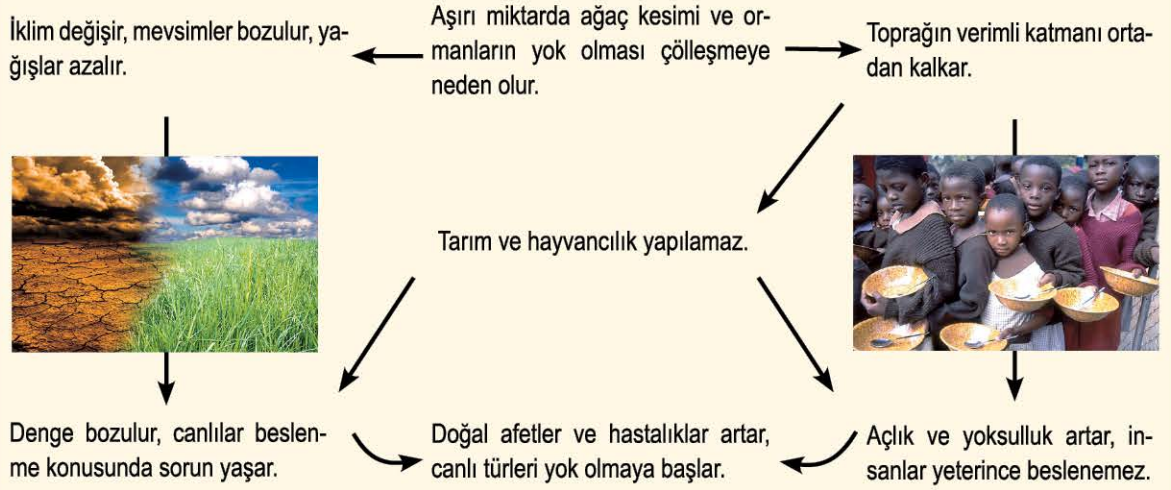 İklim değişir, mevsimler bozulur, ya-
ğışlar azalır.
Aşırı miktarda ağaç kesimi ve or-
manların yok olması çölleşmeye
neden olur.
Toprağın verimli katmanı orta-
dan kalkar.
Tarım ve hayvancılık yapılamaz.
Denge bozulur, canlılar beslen-
me konusunda sorun yaşar.
Doğal afetler ve hastalıklar artar,
canlı türleri yok olmaya başlar.
Açlık ve yoksulluk artar, in-
sanlar yeterince beslenemez.